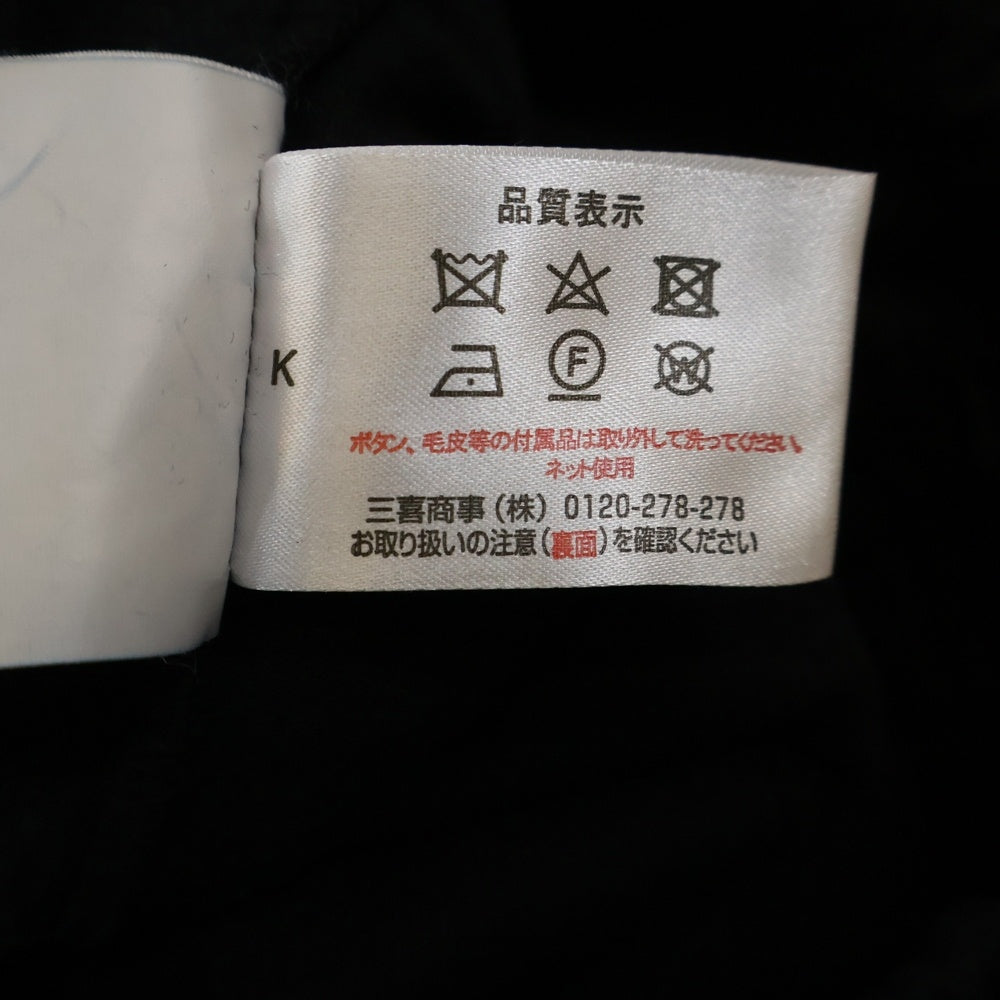 品質表示
F
W
K
ボタン、毛皮等の付属品は取り外して洗ってください。
ネット使用
三喜商事(株) 0120-278-278
お取り扱いの注意(裏面)を確認ください